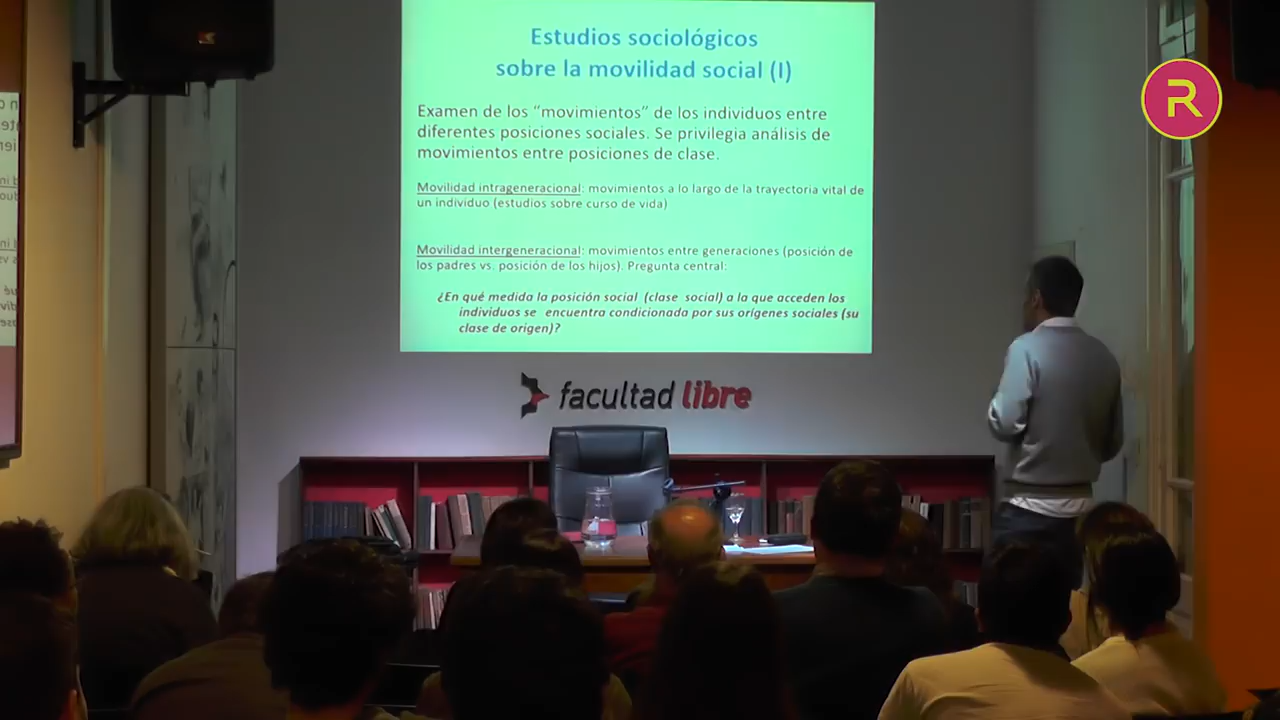 Estudios sociológicos
sobre la movilidad social (I)
Examen de los “movimientos” de los individuos entre
diferentes posiciones sociales. Se privilegia análisis de
movimientos entre posiciones de clase.
Movilidad intrageneracional: movimientos a lo largo de la trayectoria vital de
un individuo (estudios sobre curso de vida)
Movilidad intergeneracional: movimientos entre generaciones (posición de
los padres vs. posición de los hijos). Pregunta central:
¿En qué medida la posición social (clase social) a la que acceden los
individuos se encuentra condicionada por sus orígenes sociales (su
clase de origen)?
facultad libre
R